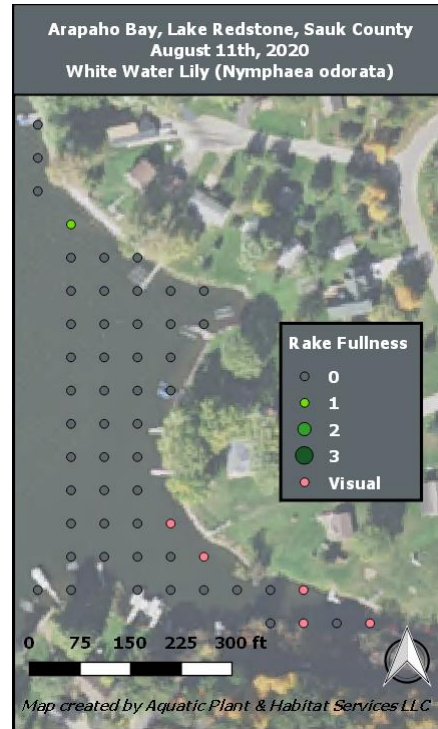 Arapaho Bay, Lake Redstone, Sauk County
August 11th, 2020
White Water Lily (Nymphaea odorata)
Rake Fullness
0
1
2
3
Visual
0 75 150 225 300 ft
Map created by Aquatic Plant & Habitat Services LLC